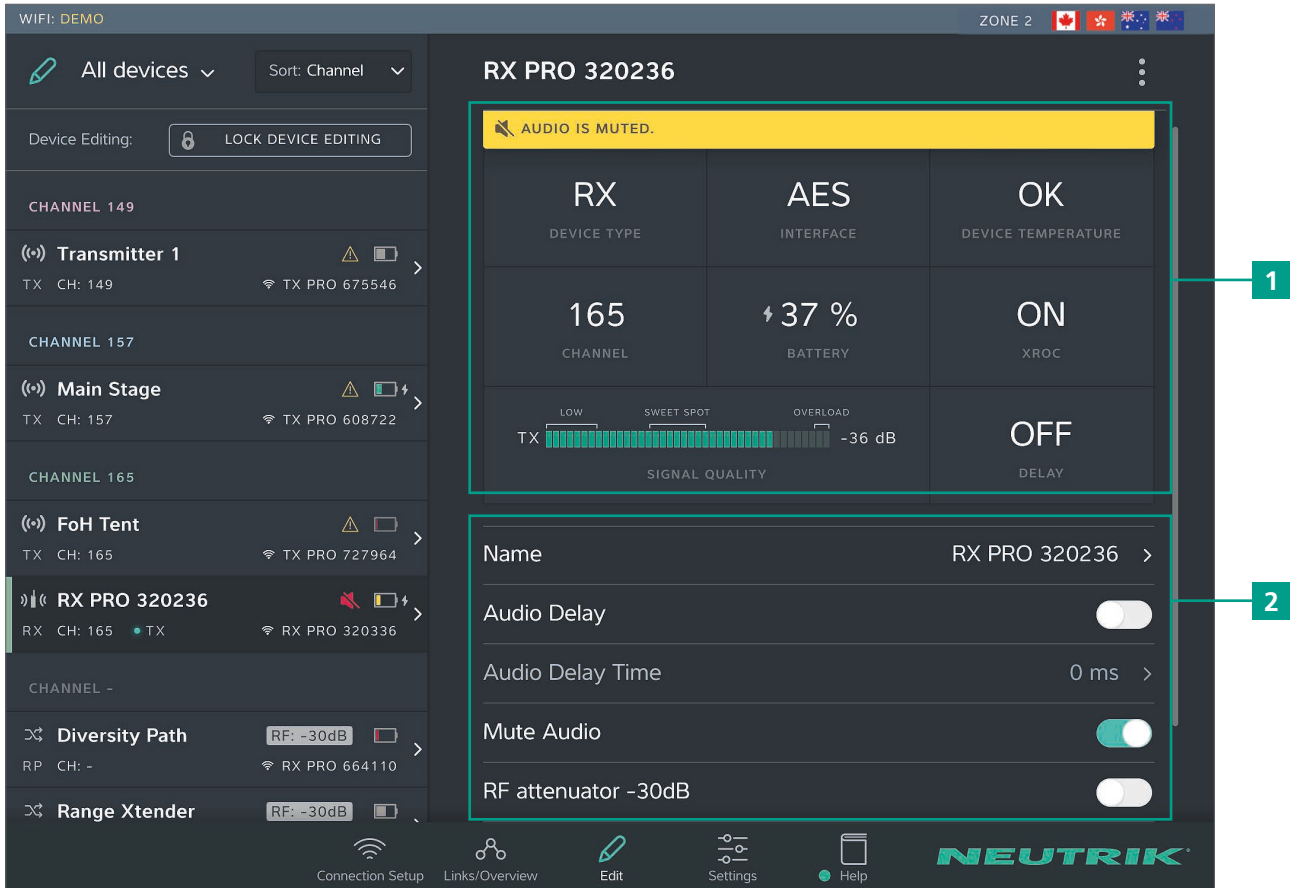 WIFI: DEMO
ZONE 2
All devices
Sort: Channel
RX PRO 320236
Device Editing:
LOCK DEVICE EDITING
CHANNEL 149
Transmitter 1
TX CH: 149
TX PRO 675546
CHANNEL 157
Main Stage
TX CH: 157
TX PRO 608722
CHANNEL 165
FoH Tent
TX CH: 165
TX PRO 727964
RX PRO 320236
RX CH: 165 TX
RX PRO 320336
CHANNEL -
Diversity Path
RF: -30dB
RP CH: -
RX PRO 664110
Range Xtender
RF: -30dB
AUDIO IS MUTED.
RX
DEVICE TYPE
AES
INTERFACE
OK
DEVICE TEMPERATURE
165
CHANNEL
37 %
BATTERY
ON
XROC
LOW
SWEET SPOT
OVERLOAD
TX
-36 dB
SIGNAL QUALITY
OFF
DELAY
1
Name
RX PRO 320236
Audio Delay
Audio Delay Time
0 ms
Mute Audio
RF attenuator -30dB
2
Connection Setup
Links/Overview
Edit
Settings
Help
NEUTRIK